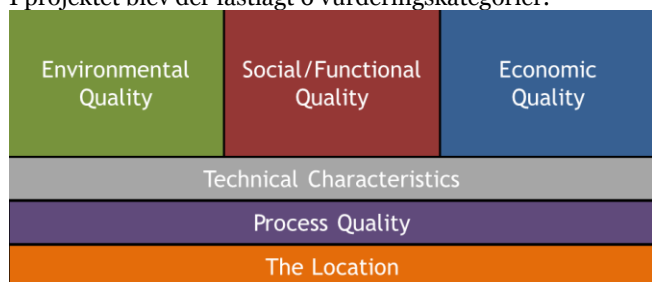 I projektet blev der fastlagt 6 vurderingskategorier:
Environmental
Quality
Social/Functional
Quality
Economic
Quality
Technical Characteristics
Process Quality
The Location